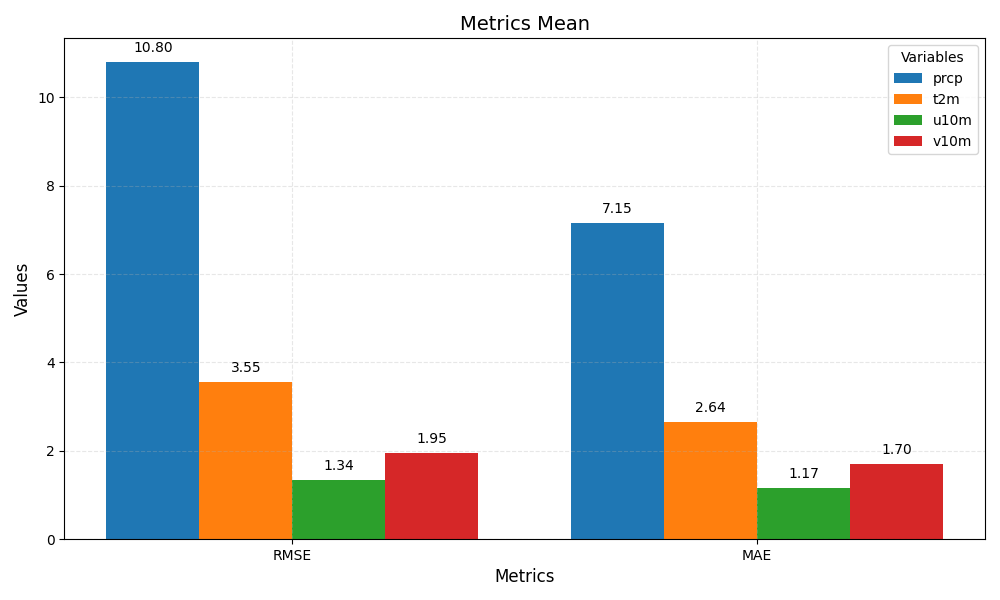 Metrics Mean
Variables
prcp
t2m
u10m
v10m
10.80
3.55
1.34
1.95
7.15
2.64
1.17
1.70
10
8
6
4
2
0
Values
RMSE
MAE
Metrics